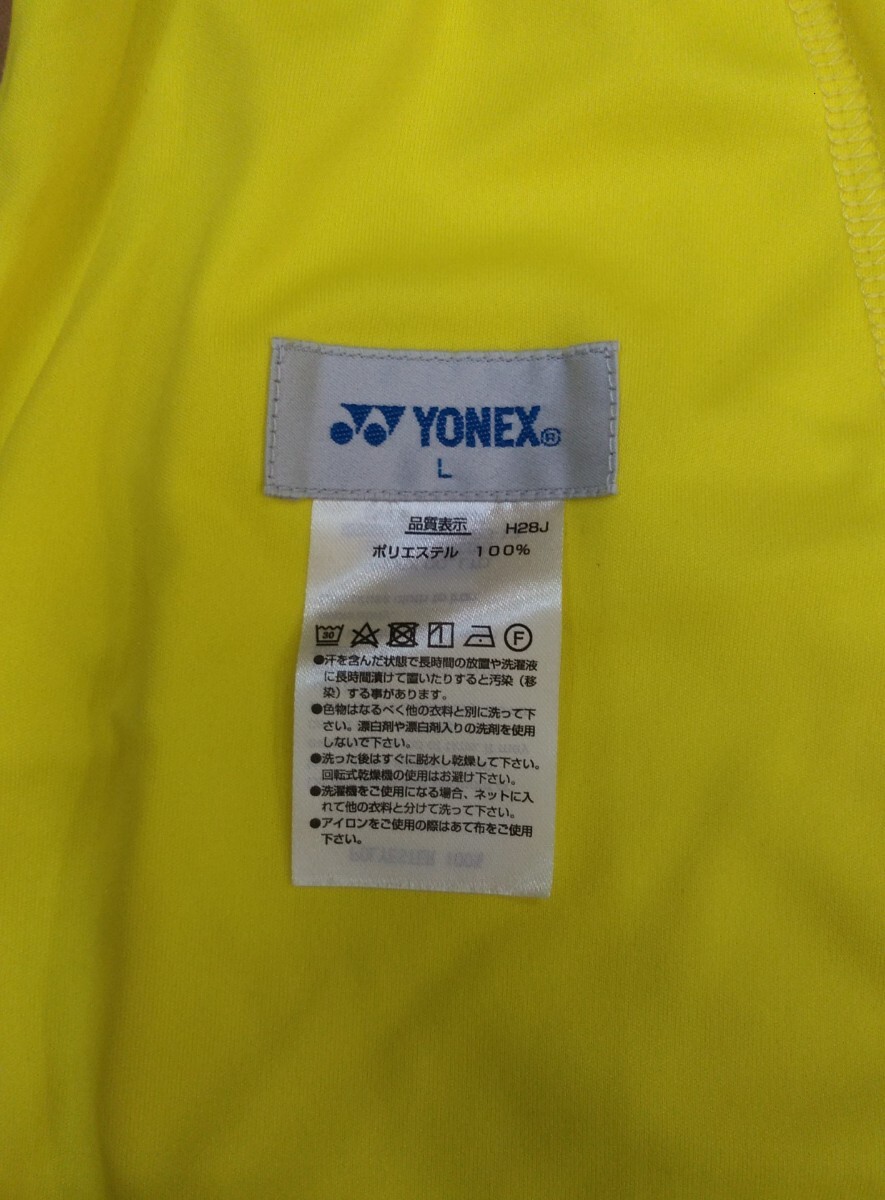 YONEX®
L
品質表示 H28J
ポリエステル 100%
30 F
●汗を含んだ状態で長時間の放置や洗濯液
に長時間漬けて置いたりすると汚染（移
染）する事があります。
●色物はなるべく他の衣料と別に洗って下
さい。漂白剤や漂白剤入りの洗剤を使用
しないで下さい。
●洗った後はすぐに脱水し乾燥して下さい。
回転式乾燥機の使用はお避け下さい。
●洗濯機をご使用になる場合、ネットに入
れて他の衣料と分けて洗って下さい。
●アイロンをご使用の際はあて布をご使用
下さい。
POLYESTER 100%